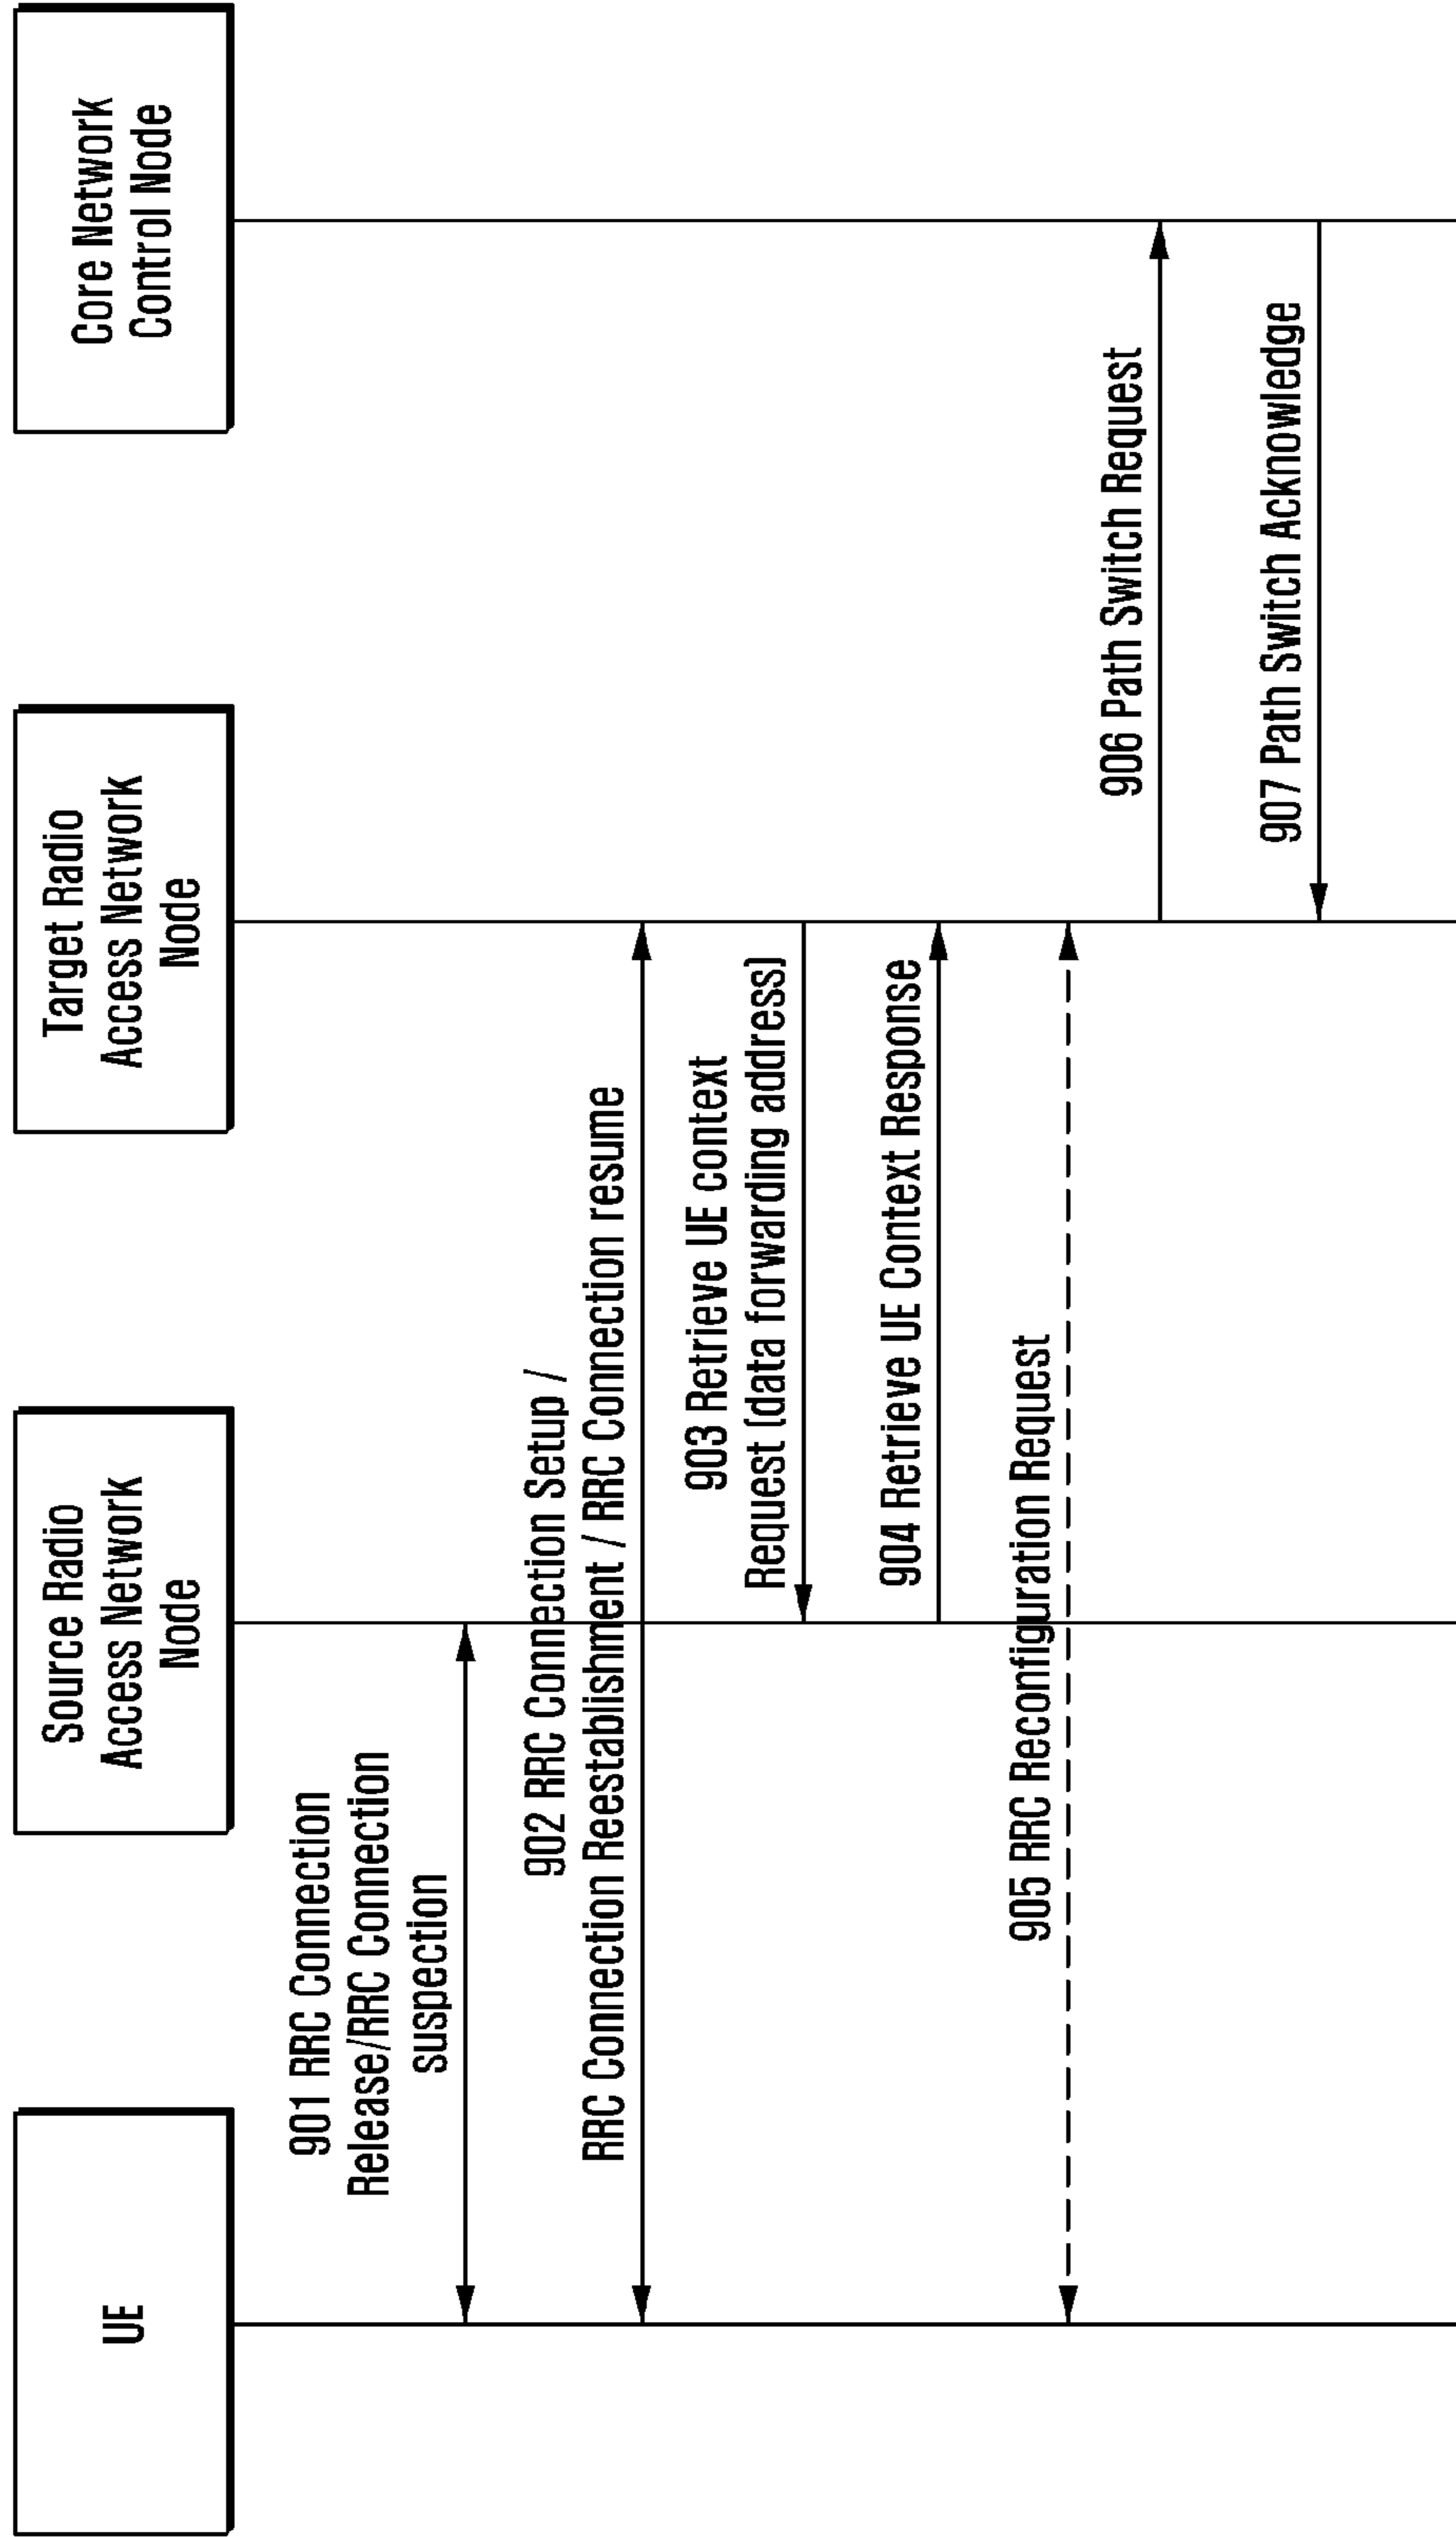 UE
Source Radio
Access Network
Node
Target Radio
Access Network
Node
Core Network
Control Node
901 RRC Connection
Release/RRC Connection
suspection
902 RRC Connection Setup /
RRC Connection Reestablishment / RRC Connection resume
903 Retrieve UE context
Request (data forwarding address)
904 Retrieve UE Context Response
905 RRC Reconfiguration Request
906 Path Switch Request
907 Path Switch Acknowledge